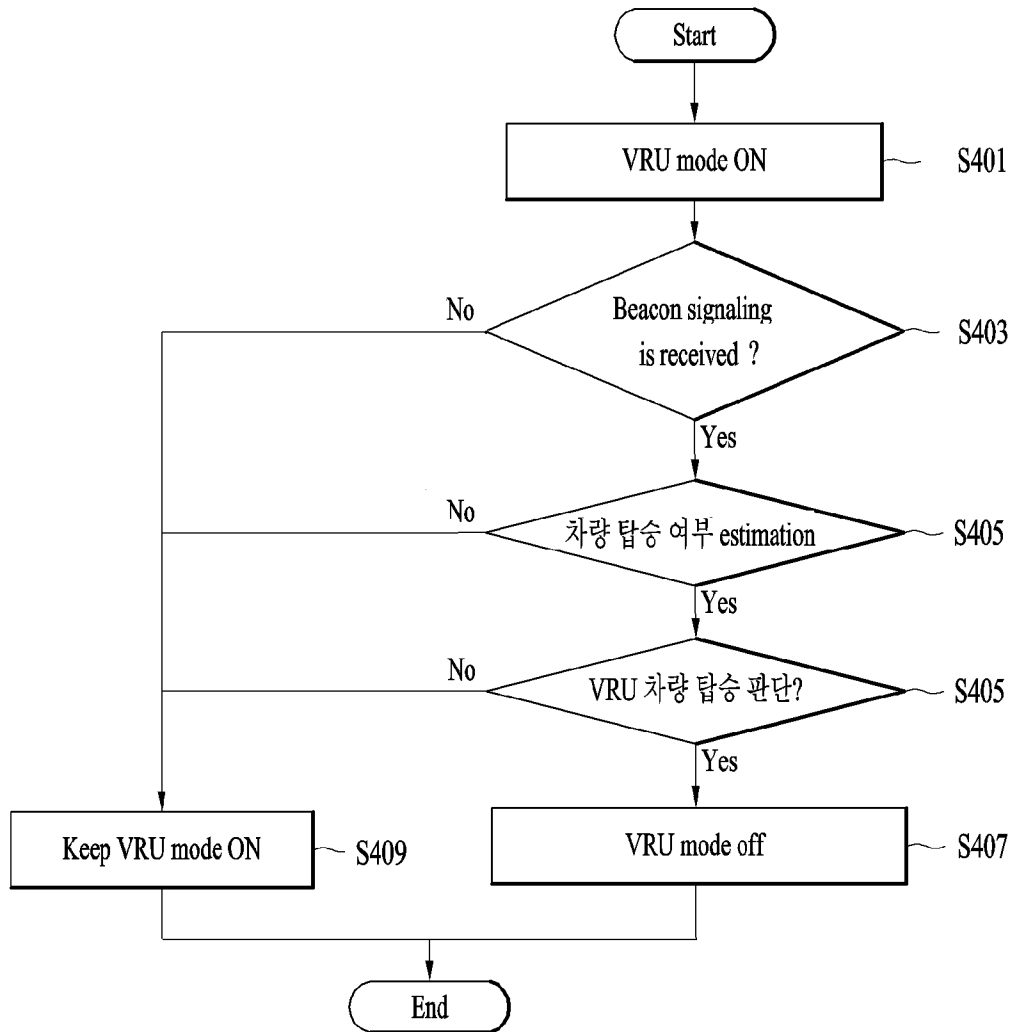 Start
VRU mode ON
S401
No
Beacon signaling
is received ?
S403
Yes
No
차량 탑승 여부 estimation
S405
Yes
No
VRU 차량 탑승 판단?
S405
Yes
Keep VRU mode ON
S409
VRU mode off
S407
End